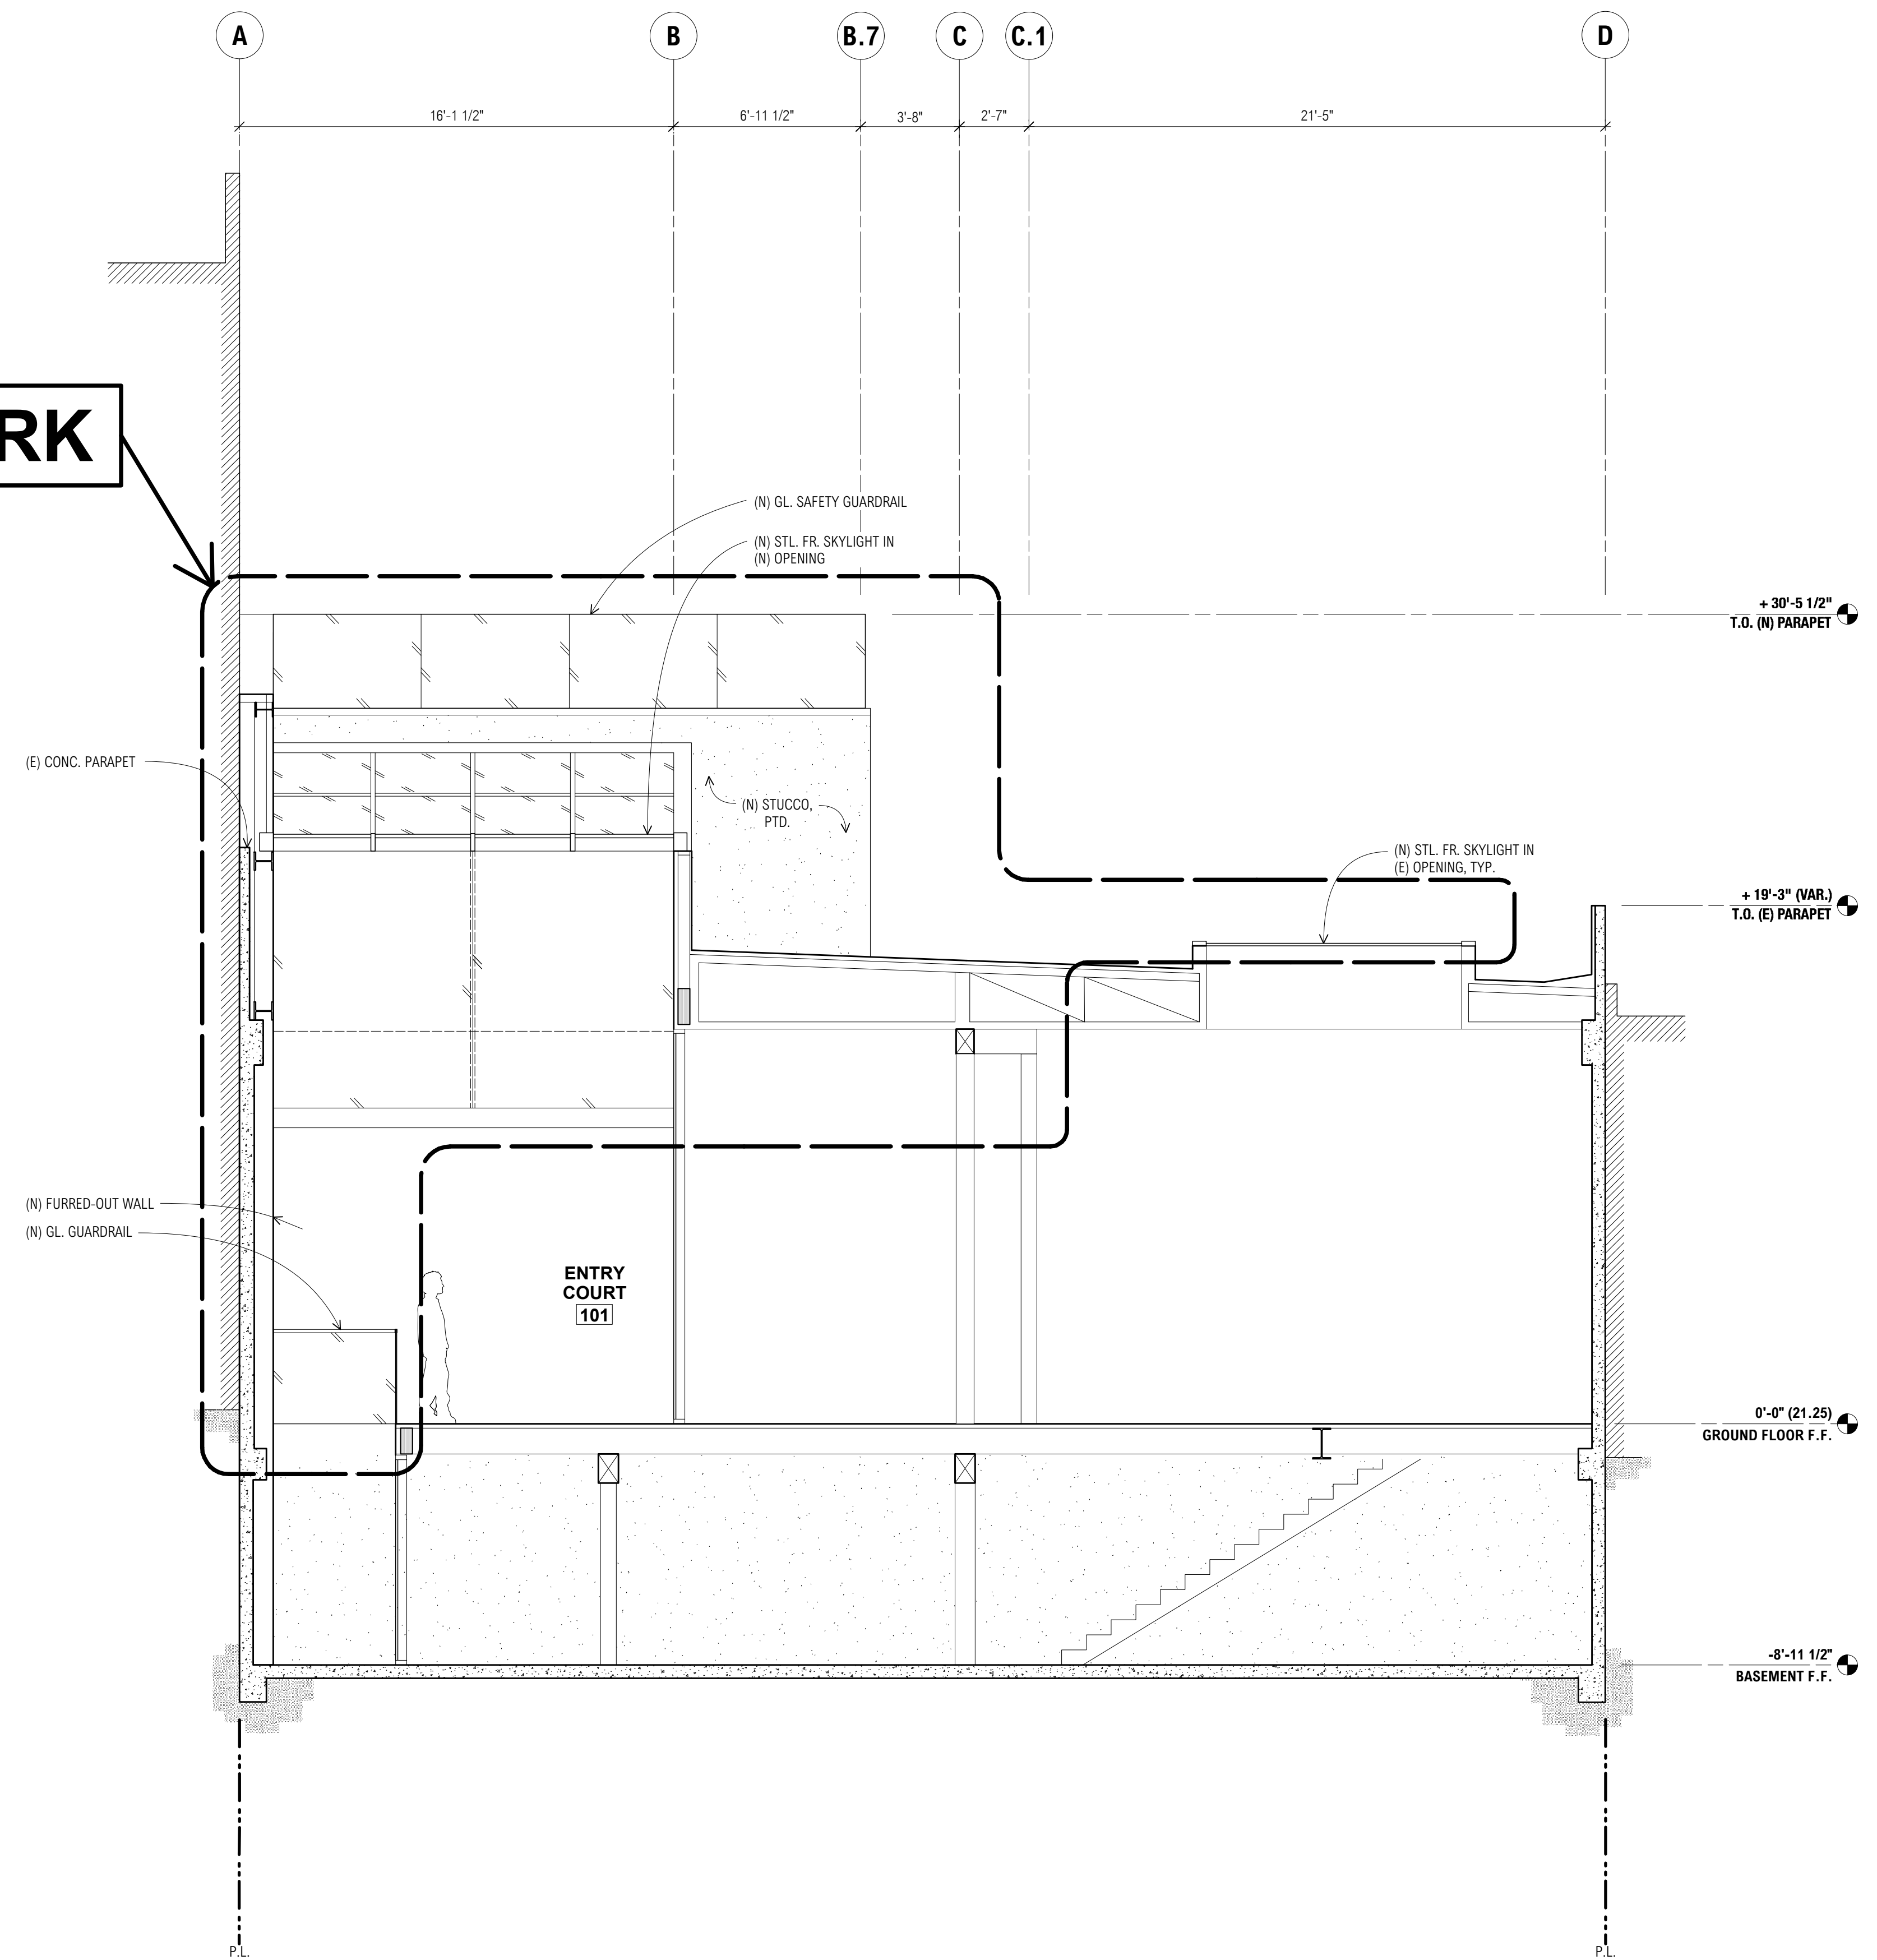 A
B
B.7
C
C.1
D
16'-1 1/2"
6'-11 1/2"
3'-8"
2'-7"
21'-5"
RK
(N) GL. SAFETY GUARDRAIL
(N) STL. FR. SKYLIGHT IN
(N) OPENING
+ 30'-5 1/2"
T.O. (N) PARAPET
(E) CONC. PARAPET
(N) STUCCO,
PTD.
(N) STL. FR. SKYLIGHT IN
(E) OPENING, TYP.
+ 19'-3" (VAR.)
T.O. (E) PARAPET
(N) FURRED-OUT WALL
(N) GL. GUARDRAIL
ENTRY
COURT
101
0'-0" (21.25)
GROUND FLOOR F.F.
-8'-11 1/2"
BASEMENT F.F.
P.L.
P.L.